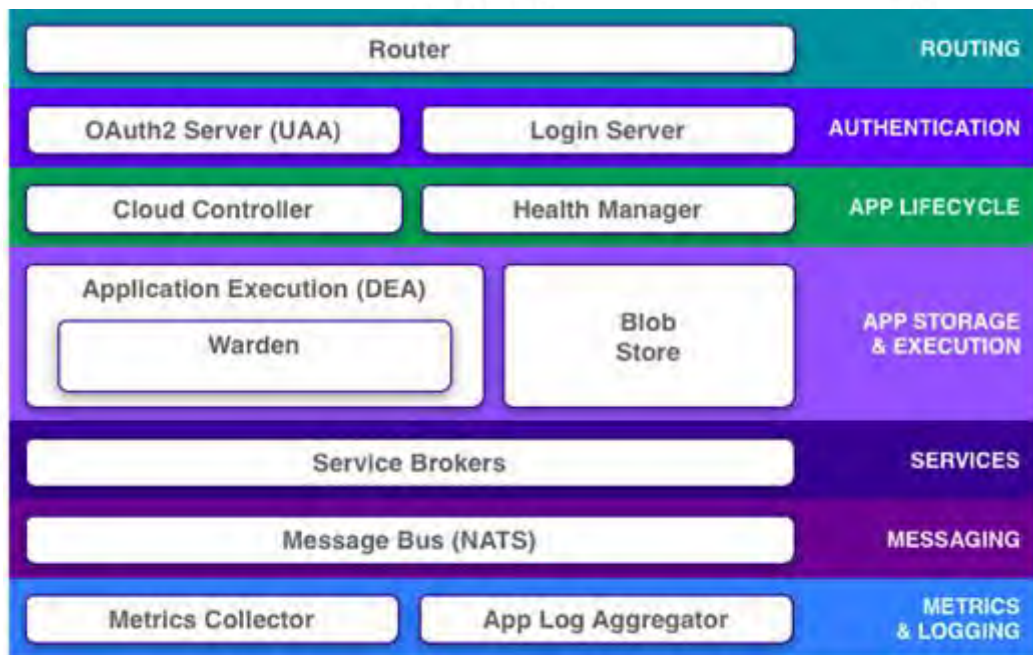 Router
ROUTING
OAuth2 Server (UAA)
Login Server
AUTHENTICATION
Cloud Controller
Health Manager
APP LIFECYCLE
Application Execution (DEA)
Warden
Blob
Store
APP STORAGE
& EXECUTION
Service Brokers
SERVICES
Message Bus (NATS)
MESSAGING
Metrics Collector
App Log Aggregator
METRICS
& LOGGING